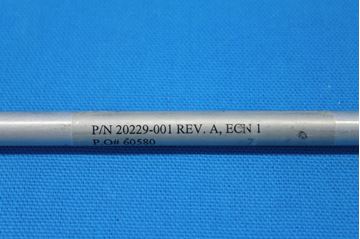 P/N 20229-001 REV. A, ECN 1
P.O# 60580